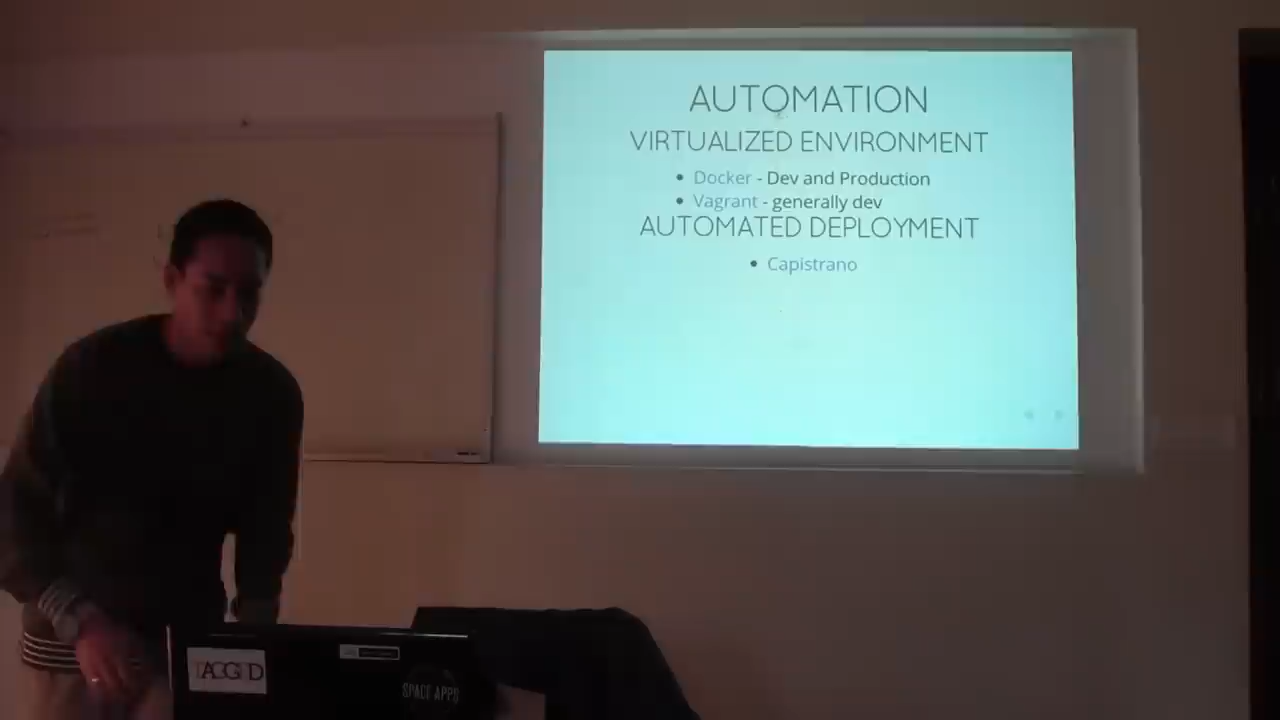 AUTOMATION
VIRTUALIZED ENVIRONMENT
• Docker - Dev and Production
• Vagrant - generally dev
AUTOMATED DEPLOYMENT
• Capistrano
SPACE APPS